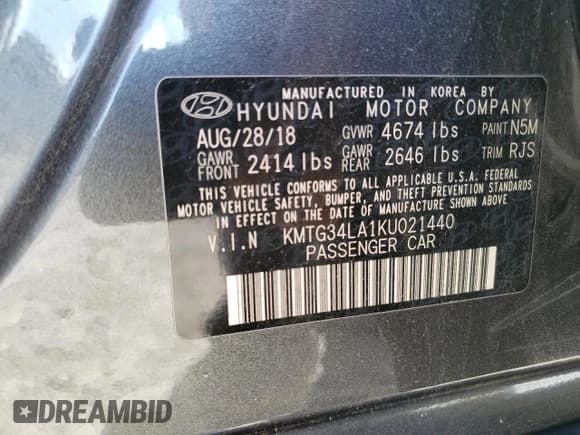 MANUFACTURED IN KOREA BY
HYUNDAI MOTOR COMPANY
AUG/28/18 GVWR 4674 lbs PAINT N5M
GAWR FRONT 2414 lbs GAWR REAR 2646 lbs TRIM RJS
THIS VEHICLE CONFORMS TO ALL APPLICABLE U.S.A. FEDERAL
MOTOR VEHICLE SAFETY, BUMPER, AND THEFT PREVENTION STANDARDS
IN EFFECT ON THE DATE OF MANUFACTURE SHOWN ABOVE.
V.I.N KMTG34LA1KU021440
PASSENGER CAR
DREAMBID